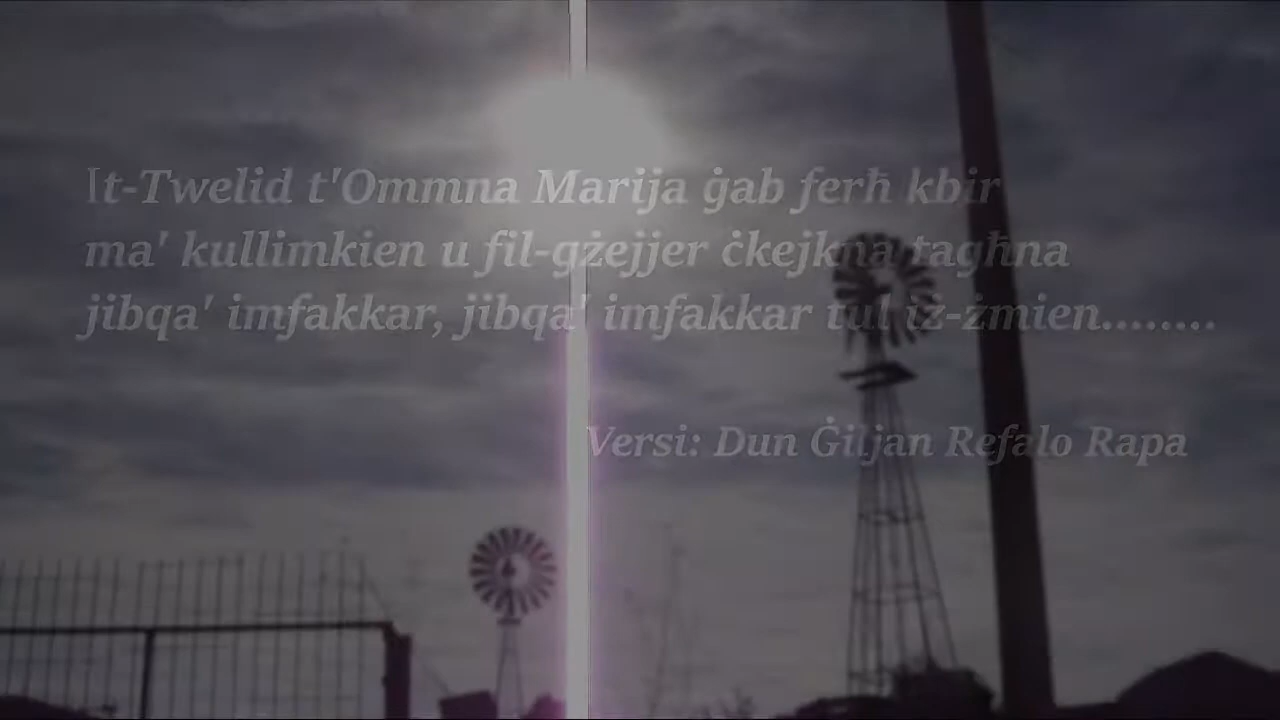 It-Twelid t'Ommna Marija ġab ferħ kbir
ma' kullimkien u fil-gżejjer ċkejkna tagħna
jibqa' imfakkar, jibqa' imfakkar tul iż-żmien........
Versi: Dun Ġiljan Refalo Rapa